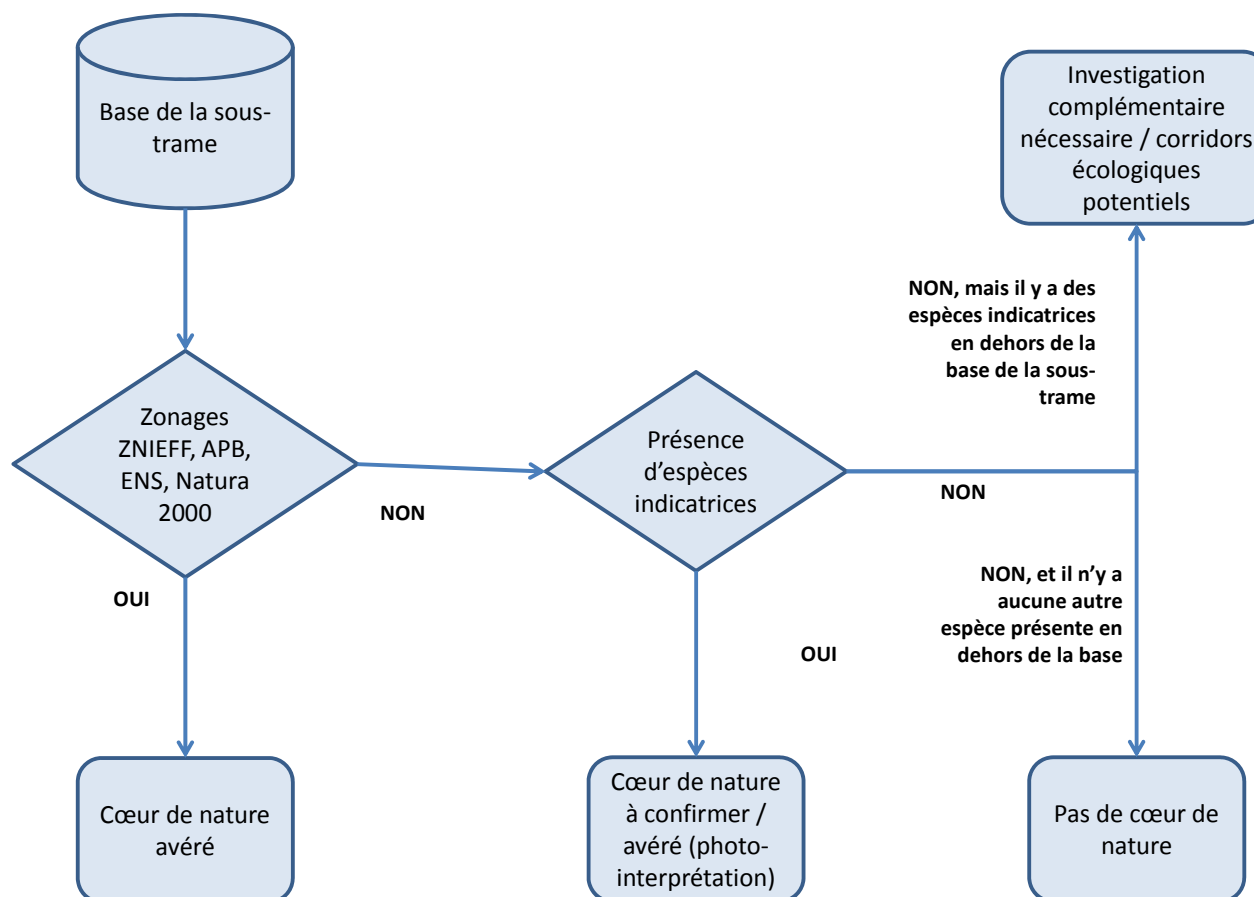 Base de la sous-
trame
Investigation
complémentaire
nécessaire / corridors
écologiques
potentiels
NON, mais il y a des
espèces indicatrices
en dehors de la
base de la sous-
trame
Zonages
ZNIEFF, APB,
ENS, Natura
2000
NON
Présence
d’espèces
indicatrices
NON
OUI
NON, et il n’y a
aucune autre
espèce présente en
dehors de la base
OUI
Cœur de nature
avéré
Cœur de nature
à confirmer /
avéré (photo-
interprétation)
Pas de cœur de
nature